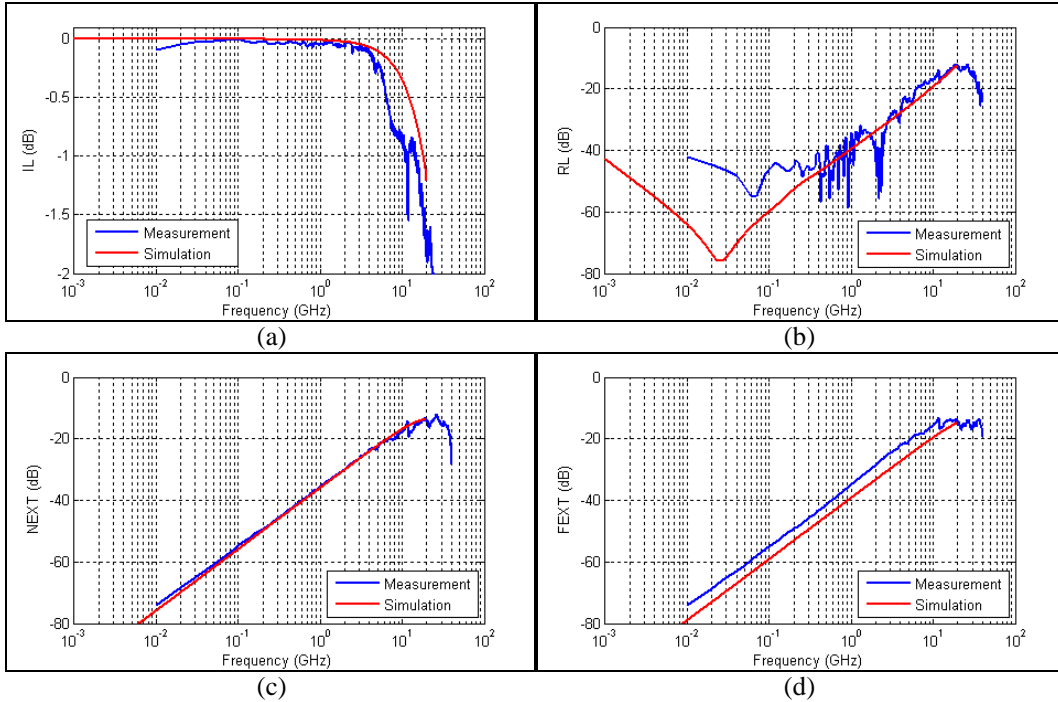 0
-0.5
-1
-1.5
-2
IL (dB)
Measurement
Simulation
10^-3 10^-2 10^-1 10^0 10^1 10^2
Frequency (GHz)
(a)
0
-20
-40
-60
-80
RL (dB)
Measurement
Simulation
10^-3 10^-2 10^-1 10^0 10^1 10^2
Frequency (GHz)
(b)
0
-20
-40
-60
-80
NEXT (dB)
Measurement
Simulation
10^-3 10^-2 10^-1 10^0 10^1 10^2
Frequency (GHz)
(c)
0
-20
-40
-60
-80
FEXT (dB)
Measurement
Simulation
10^-3 10^-2 10^-1 10^0 10^1 10^2
Frequency (GHz)
(d)